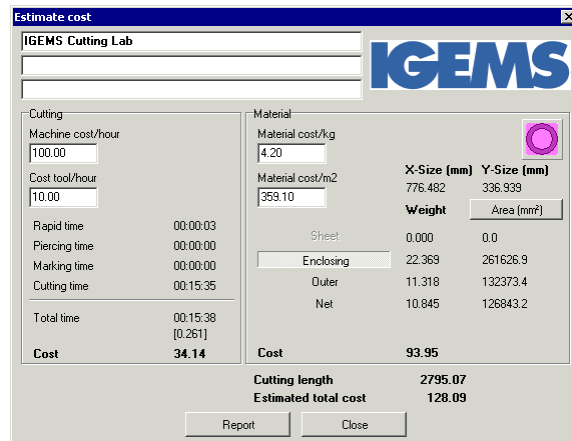 Estimate cost
IGEMS Cutting Lab
IGEMS
Cutting
Machine cost/hour
100.00
Cost tool/hour
10.00
Rapid time 00:00:03
Piercing time 00:00:00
Marking time 00:00:00
Cutting time 00:15:35
Total time 00:15:38
[0.261]
Cost 34.14
Material
Material cost/kg
4.20
Material cost/m2
359.10
X-Size (mm) Y-Size (mm)
776.482 336.939
Weight Area (mm²)
Sheet 0.000 0.0
Enclosing 22.369 261626.9
Outer 11.318 132373.4
Net 10.845 126843.2
Cost 93.95
Cutting length 2795.07
Estimated total cost 128.09
Report Close